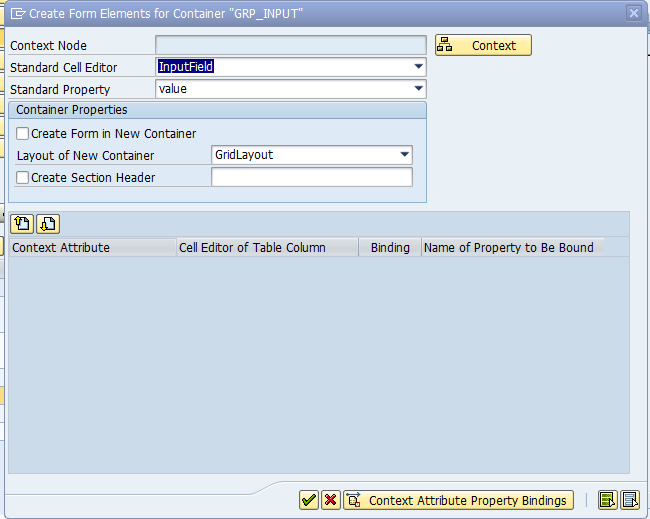 Create Form Elements for Container "GRP_INPUT"
Context Node
Context
Standard Cell Editor
InputField
Standard Property
value
Container Properties
Create Form in New Container
Layout of New Container
GridLayout
Create Section Header
Context Attribute
Cell Editor of Table Column
Binding
Name of Property to Be Bound
Context Attribute Property Bindings